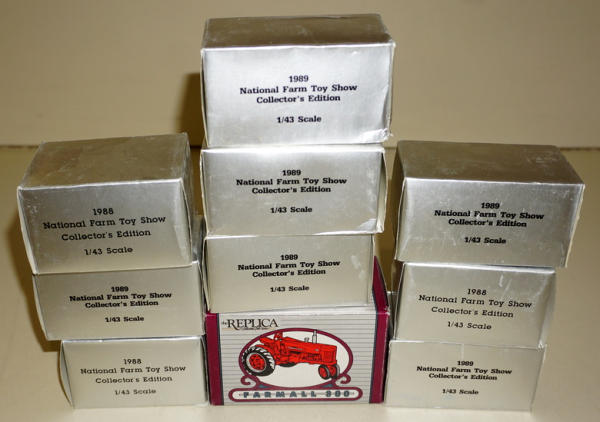 1989
National Farm Toy Show
Collector's Edition
1/43 Scale
1988
National Farm Toy Show
Collector's Edition
1/43 Scale
1989
National Farm Toy Show
Collector's Edition
1/43 Scale
1989
National Farm Toy Show
Collector's Edition
1/43 Scale
1989
National Farm Toy Show
Collector's Edition
1/43 Scale
1989
National Farm Toy Show
Collector's Edition
1/43 Scale
1988
National Farm Toy Show
Collector's Edition
1/43 Scale
1988
National Farm Toy Show
Collector's Edition
1/43 Scale
the REPLICA
FARMALL 300
1989
National Farm Toy Show
Collector's Edition
1/43 Scale